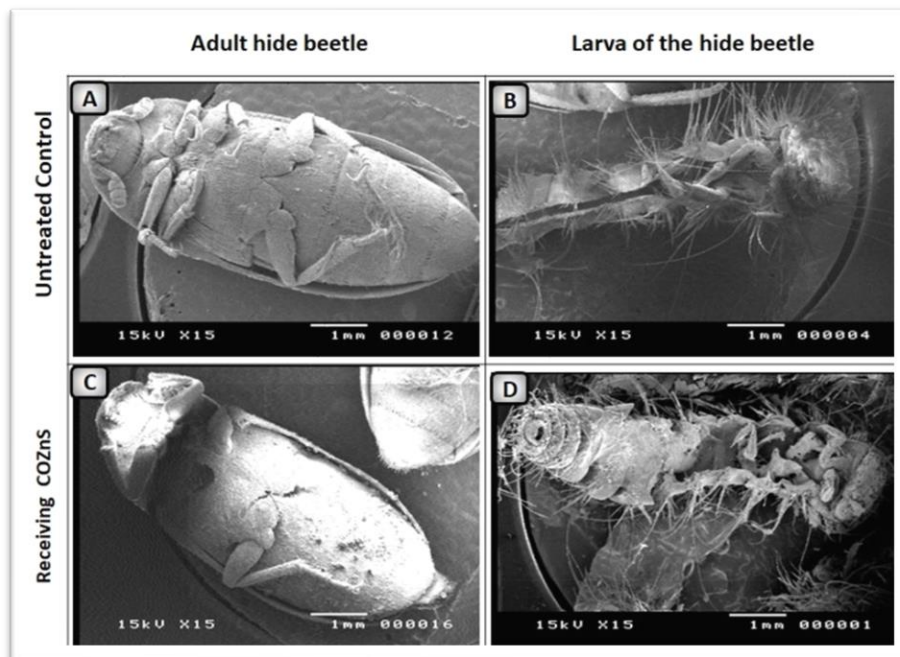 Adult hide beetle
Larva of the hide beetle
Untreated Control
A
15kV X15 1mm 000012
B
15kV X15 1mm 000004
Receiving COZns
C
15kV X15 1mm 000016
D
15kV X15 1mm 000001